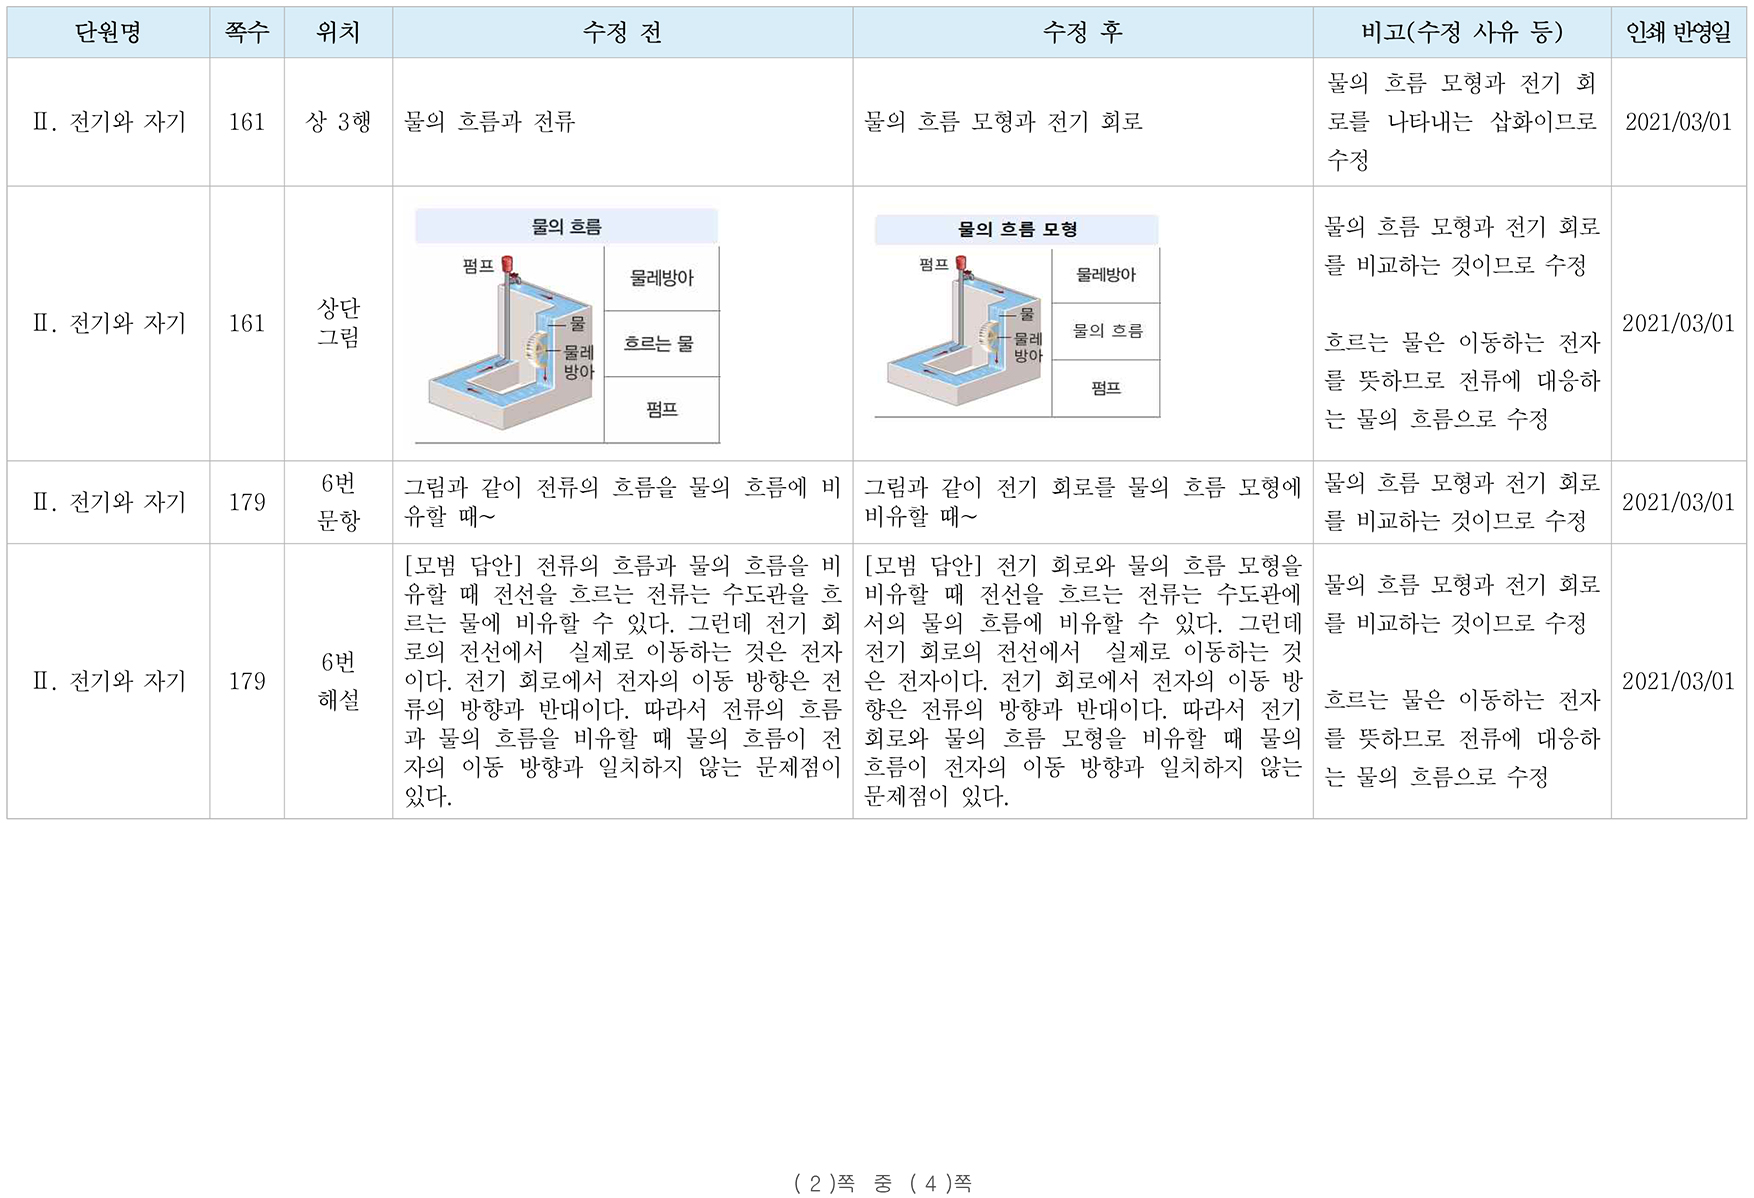 단원명 쪽수 위치 수정 전 수정 후 비고(수정 사유 등) 인쇄 반영일
Ⅱ. 전기와 자기
161
상 3행
물의 흐름과 전류
물의 흐름 모형과 전기 회로
물의 흐름 모형과 전기 회
로를 나타내는 삽화이므로
수정
2021/03/01
Ⅱ. 전기와 자기
161
상단
그림
물의 흐름
펌프
물
물레
방아
물레방아
흐르는 물
펌프
물의 흐름 모형
펌프
물
물레
방아
물레방아
물의 흐름
펌프
물의 흐름 모형과 전기 회로
를 비교하는 것이므로 수정
흐르는 물은 이동하는 전자
를 뜻하므로 전류에 대응하
는 물의 흐름으로 수정
2021/03/01
Ⅱ. 전기와 자기
179
6번
문항
그림과 같이 전류의 흐름을 물의 흐름에 비
유할 때~
그림과 같이 전기 회로를 물의 흐름 모형에
비유할 때~
물의 흐름 모형과 전기 회로
를 비교하는 것이므로 수정
2021/03/01
Ⅱ. 전기와 자기
179
6번
해설
[모범 답안] 전류의 흐름과 물의 흐름을 비
유할 때 전선을 흐르는 전류는 수도관을 흐
르는 물에 비유할 수 있다. 그런데 전기 회
로의 전선에서 실제로 이동하는 것은 전자
이다. 전기 회로에서 전자의 이동 방향은 전
류의 방향과 반대이다. 따라서 전류의 흐름
과 물의 흐름을 비유할 때 물의 흐름이 전
자의 이동 방향과 일치하지 않는 문제점이
있다.
[모범 답안] 전기 회로와 물의 흐름 모형을
비유할 때 전선을 흐르는 전류는 수도관에
서의 물의 흐름에 비유할 수 있다. 그런데
전기 회로의 전선에서 실제로 이동하는 것
은 전자이다. 전기 회로에서 전자의 이동 방
향은 전류의 방향과 반대이다. 따라서 전기
회로와 물의 흐름 모형을 비유할 때 물의
흐름이 전자의 이동 방향과 일치하지 않는
문제점이 있다.
물의 흐름 모형과 전기 회로
를 비교하는 것이므로 수정
흐르는 물은 이동하는 전자
를 뜻하므로 전류에 대응하
는 물의 흐름으로 수정
2021/03/01
( 2 )쪽 중 ( 4 )쪽